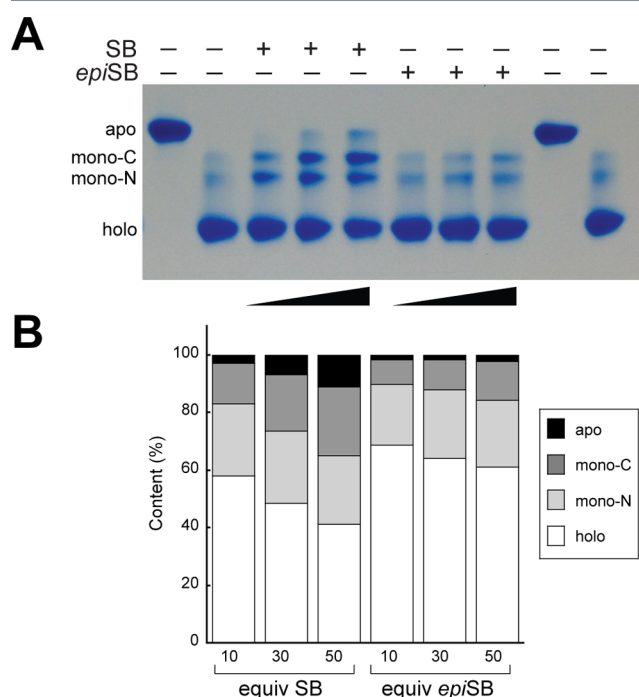 A
SB − − + + + − − − − −
epiSB − − − − − + + + − −
apo
mono-C
mono-N
holo
B
100
80
60
40
20
0
Content (%)
10 30 50 10 30 50
equiv SB equiv epiSB
apo
mono-C
mono-N
holo